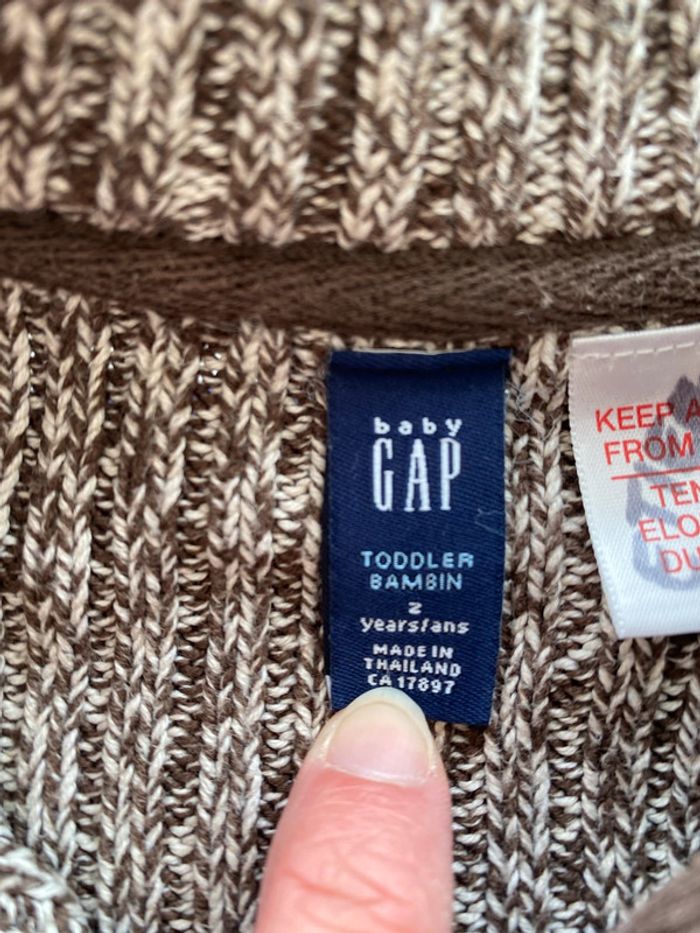 baby
GAP
TODDLER
BAMBIN
2
years/ans
MADE IN
THAILAND
CA 17897
KEEP
FROM
TEN
ELO
DU